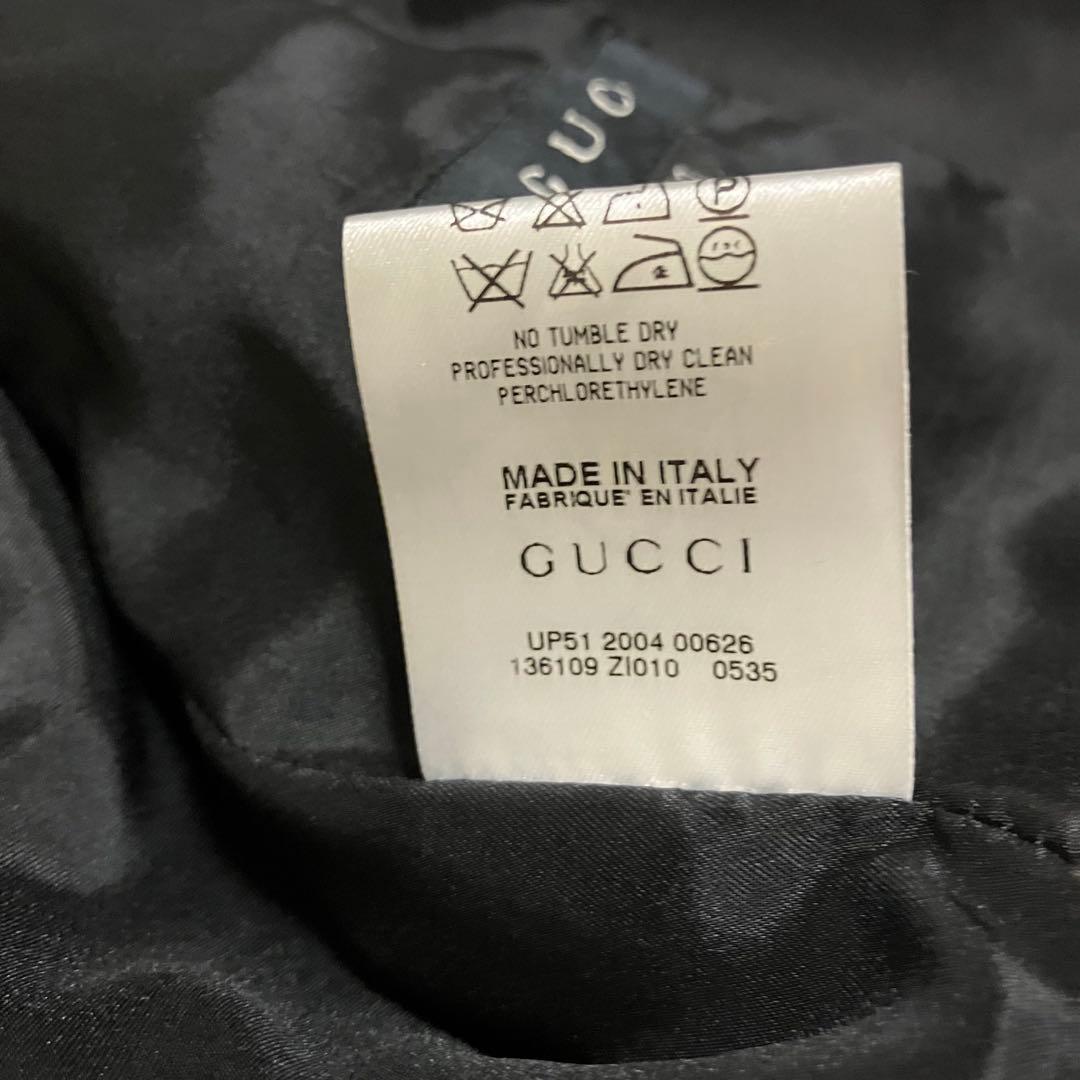 P
NO TUMBLE DRY
PROFESSIONALLY DRY CLEAN
PERCHLORETHYLENE
MADE IN ITALY
FABRIQUE' EN ITALIE
GUCCI
UP51 2004 00626
136109 ZI010 0535